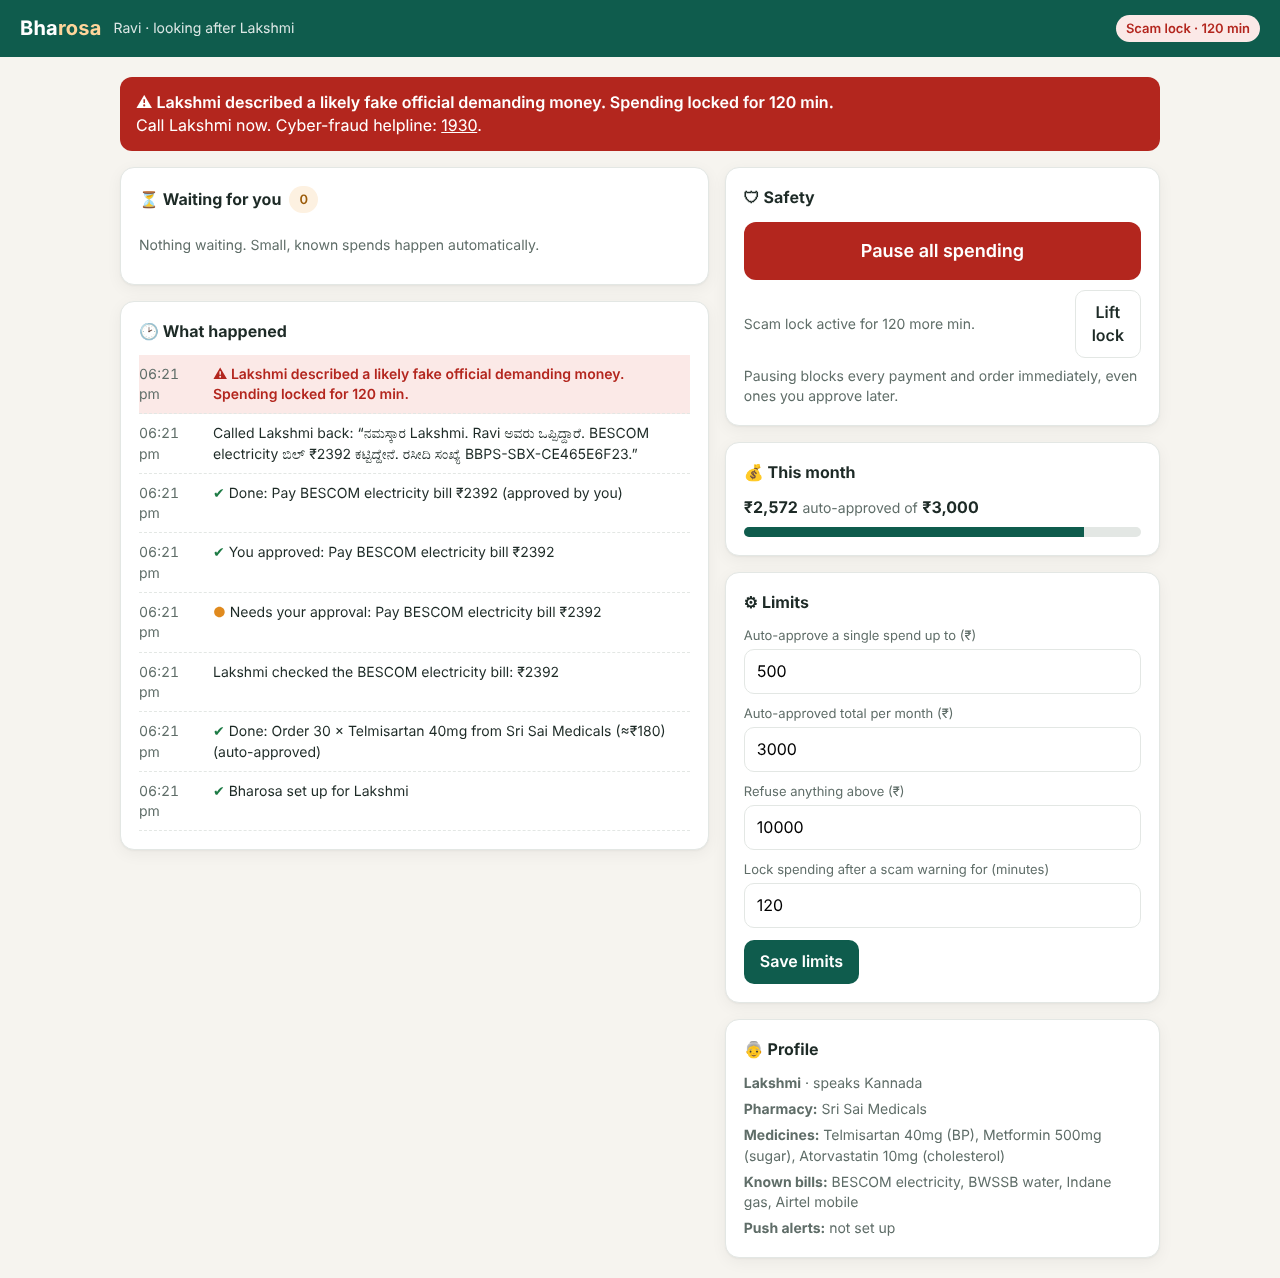 Bharosa Ravi · looking after Lakshmi
Scam lock · 120 min
⚠ Lakshmi described a likely fake official demanding money. Spending locked for 120 min.
Call Lakshmi now. Cyber-fraud helpline: 1930.
⏳ Waiting for you 0
Nothing waiting. Small, known spends happen automatically.
🕑 What happened
06:21 pm
⚠ Lakshmi described a likely fake official demanding money.
Spending locked for 120 min.
06:21 pm
Called Lakshmi back: “ನಮಸ್ಕಾರ Lakshmi. Ravi ಅವರು ಒಪ್ಪಿದ್ದಾರೆ. BESCOM
electricity ಬಿಲ್ ₹2392 ಕಟ್ಟಿದ್ದೇನೆ. ರಸೀದಿ ಸಂಖ್ಯೆ BBPS-SBX-CE465E6F23.”
06:21 pm
✔ Done: Pay BESCOM electricity bill ₹2392 (approved by you)
06:21 pm
✔ You approved: Pay BESCOM electricity bill ₹2392
06:21 pm
Needs your approval: Pay BESCOM electricity bill ₹2392
06:21 pm
Lakshmi checked the BESCOM electricity bill: ₹2392
06:21 pm
✔ Done: Order 30 × Telmisartan 40mg from Sri Sai Medicals (≈₹180)
(auto-approved)
06:21 pm
✔ Bharosa set up for Lakshmi
🛡 Safety
Pause all spending
Scam lock active for 120 more min.
Lift
lock
Pausing blocks every payment and order immediately, even
ones you approve later.
💰 This month
₹2,572 auto-approved of ₹3,000
⚙ Limits
Auto-approve a single spend up to (₹)
500
Auto-approved total per month (₹)
3000
Refuse anything above (₹)
10000
Lock spending after a scam warning for (minutes)
120
Save limits
👵 Profile
Lakshmi · speaks Kannada
Pharmacy: Sri Sai Medicals
Medicines: Telmisartan 40mg (BP), Metformin 500mg
(sugar), Atorvastatin 10mg (cholesterol)
Known bills: BESCOM electricity, BWSSB water, Indane
gas, Airtel mobile
Push alerts: not set up